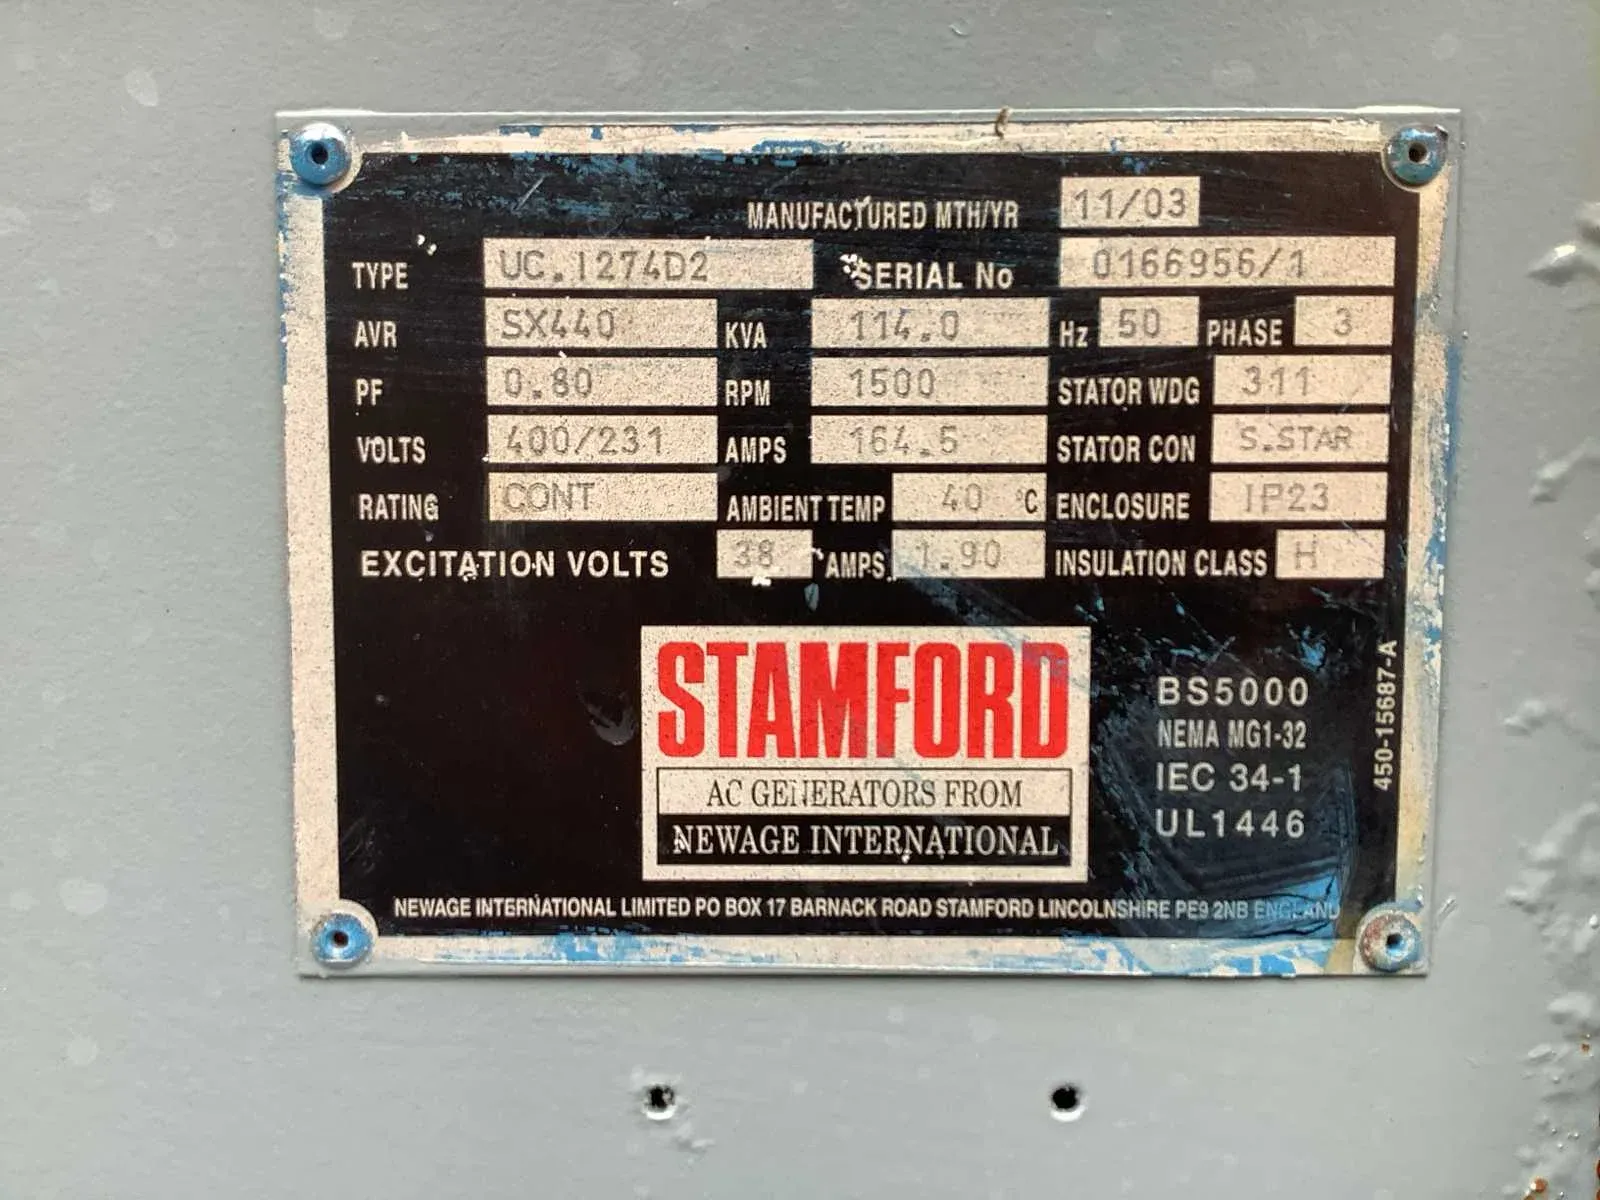 MANUFACTURED MTH/YR 11/03
TYPE UC.I274D2 SERIAL No 0166956/1
AVR SX440 KVA 114.0 Hz 50 PHASE 3
PF 0.80 RPM 1500 STATOR WDG 311
VOLTS 400/231 AMPS 164.5 STATOR CON S.STAR
RATING CONT AMBIENT TEMP 40 °C ENCLOSURE IP23
EXCITATION VOLTS 38 AMPS 1.90 INSULATION CLASS H
STAMFORD
AC GENERATORS FROM
NEWAGE INTERNATIONAL
BS5000
NEMA MG1-32
IEC 34-1
UL1446
450-15687-A
NEWAGE INTERNATIONAL LIMITED PO BOX 17 BARNACK ROAD STAMFORD LINCOLNSHIRE PE9 2NB ENGLAND